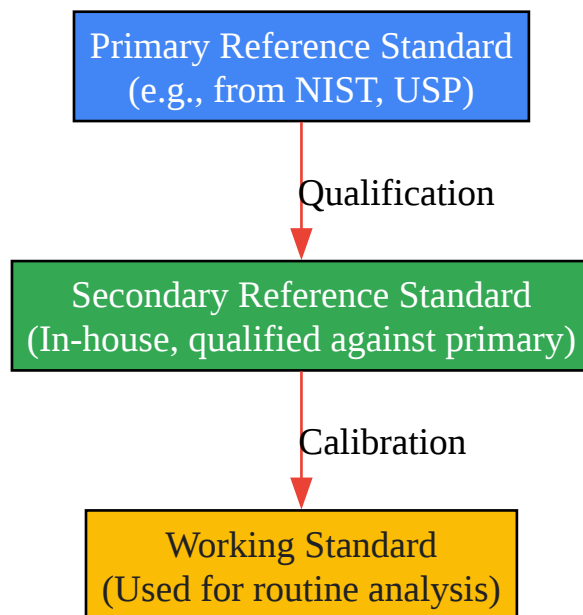 Primary Reference Standard
(e.g., from NIST, USP)
Qualification
Secondary Reference Standard
(In-house, qualified against primary)
Calibration
Working Standard
(Used for routine analysis)